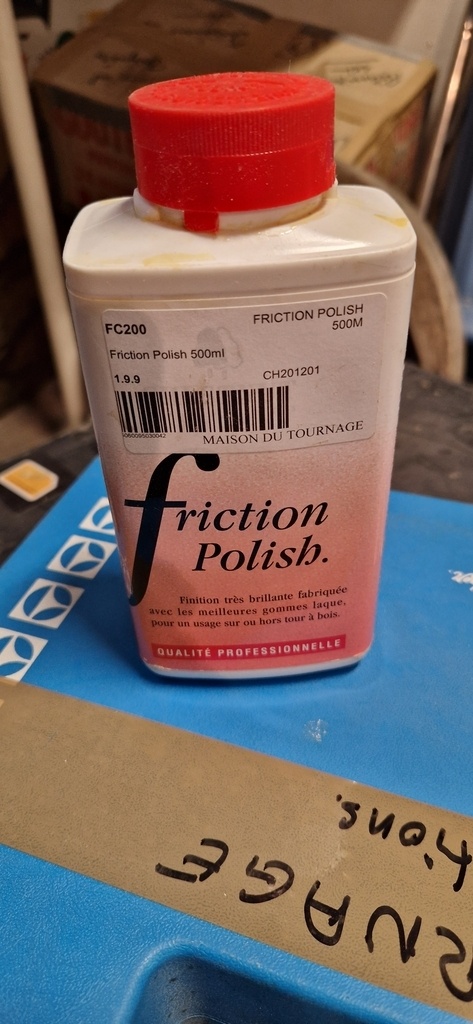 FC200
FRICTION POLISH
500M
Friction Polish 500ml
1.9.9
CH201201
MAISON DU TOURNAGE
friction
Polish.
Finition très brillante fabriquée
avec les meilleures gommes laque,
pour un usage sur ou hors tour à bois.
QUALITÉ PROFESSIONNELLE